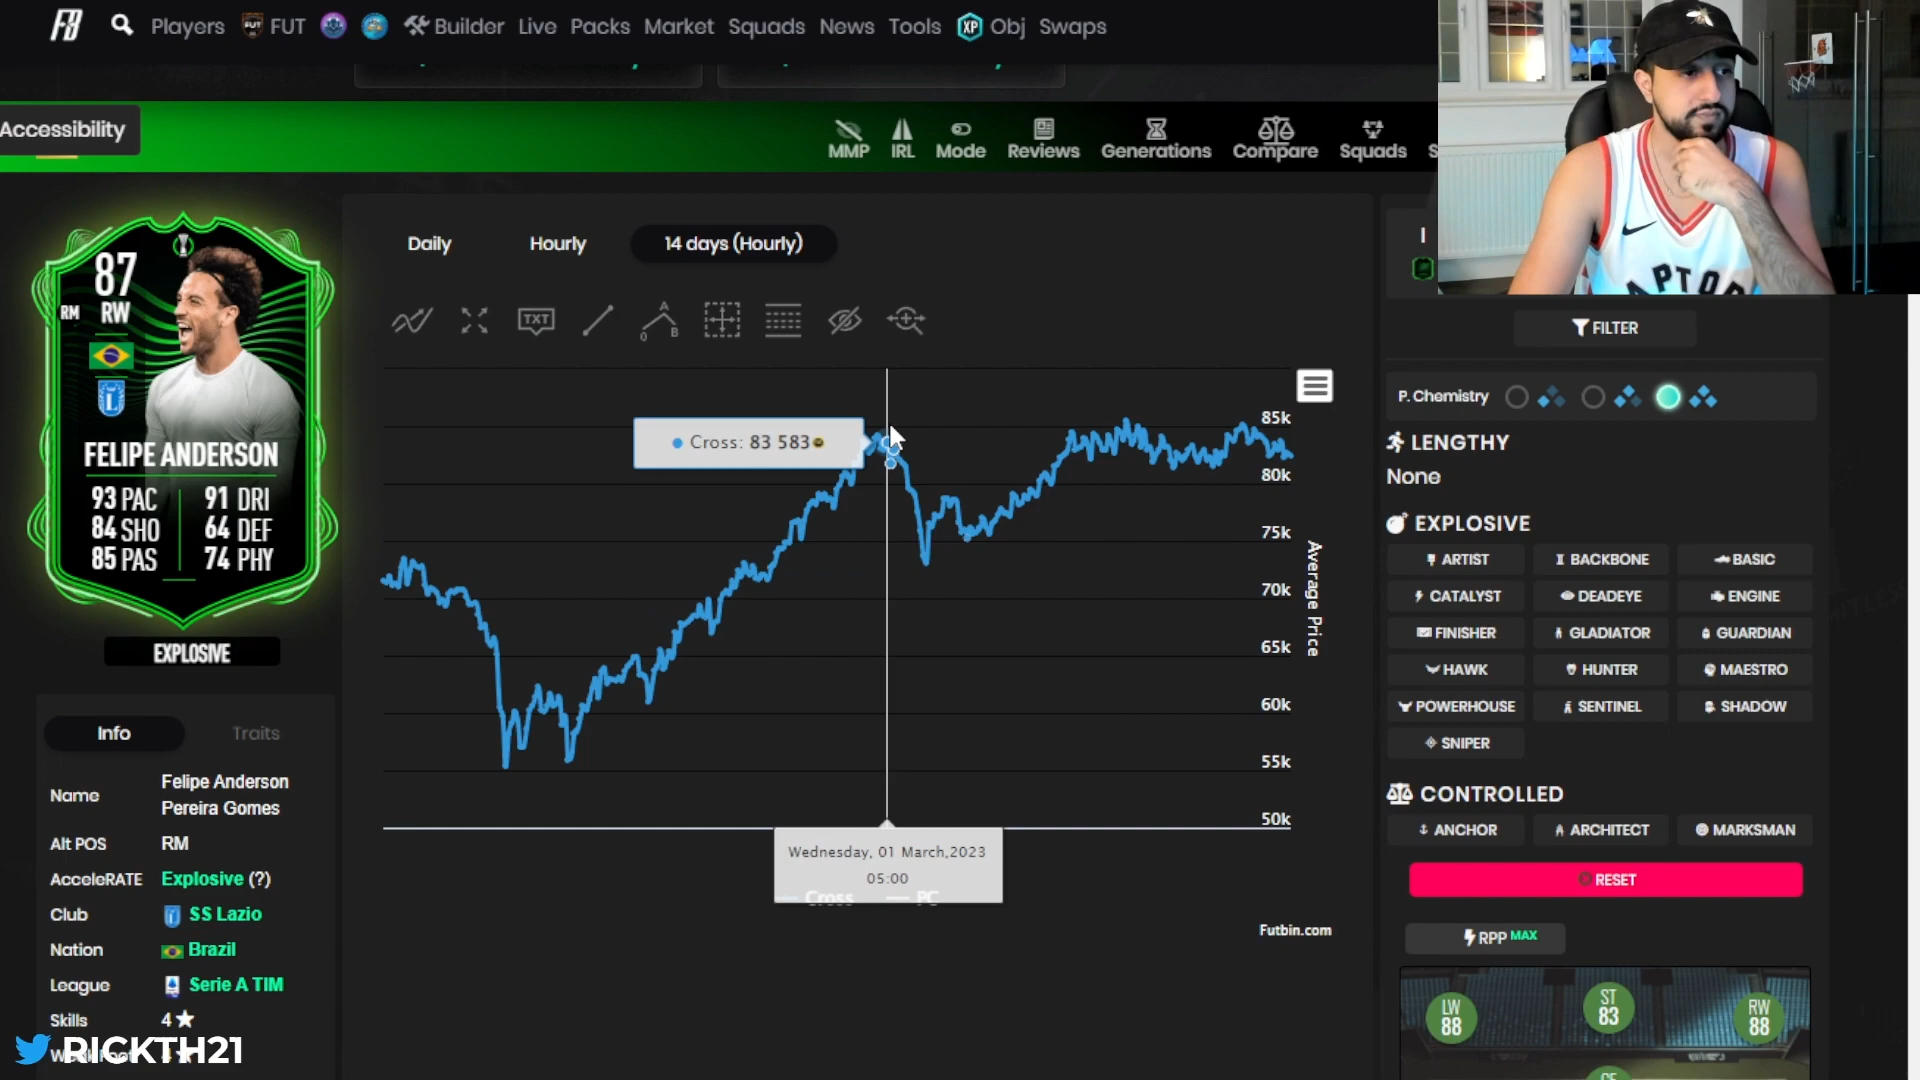 FB Players FUT Builder Live Packs Market Squads News Tools XP Obj Swaps
Accessibility
MMP IRL Mode Reviews Generations Compare Squads S
87
RM RW
FELIPE ANDERSON
93 PAC 91 DRI
84 SHO 64 DEF
85 PAS 74 PHY
EXPLOSIVE
Info Traits
Name Felipe Anderson Pereira Gomes
Alt POS RM
AcceleRATE Explosive (?)
Club SS Lazio
Nation Brazil
League Serie A TIM
Skills 4
RICKTH21
Daily Hourly 14 days (Hourly)
TXT
A
0 B
Cross: 83 583
85k
80k
75k
70k
65k
60k
55k
50k
Average Price
Wednesday, 01 March,2023
05:00
Cross PC
Futbin.com
FILTER
P. Chemistry
LENGTHY
None
EXPLOSIVE
ARTIST BACKBONE BASIC
CATALYST DEADEYE ENGINE
FINISHER GLADIATOR GUARDIAN
HAWK HUNTER MAESTRO
POWERHOUSE SENTINEL SHADOW
SNIPER
CONTROLLED
ANCHOR ARCHITECT MARKSMAN
RESET
RPP MAX
LW 88
ST 83
RW 88